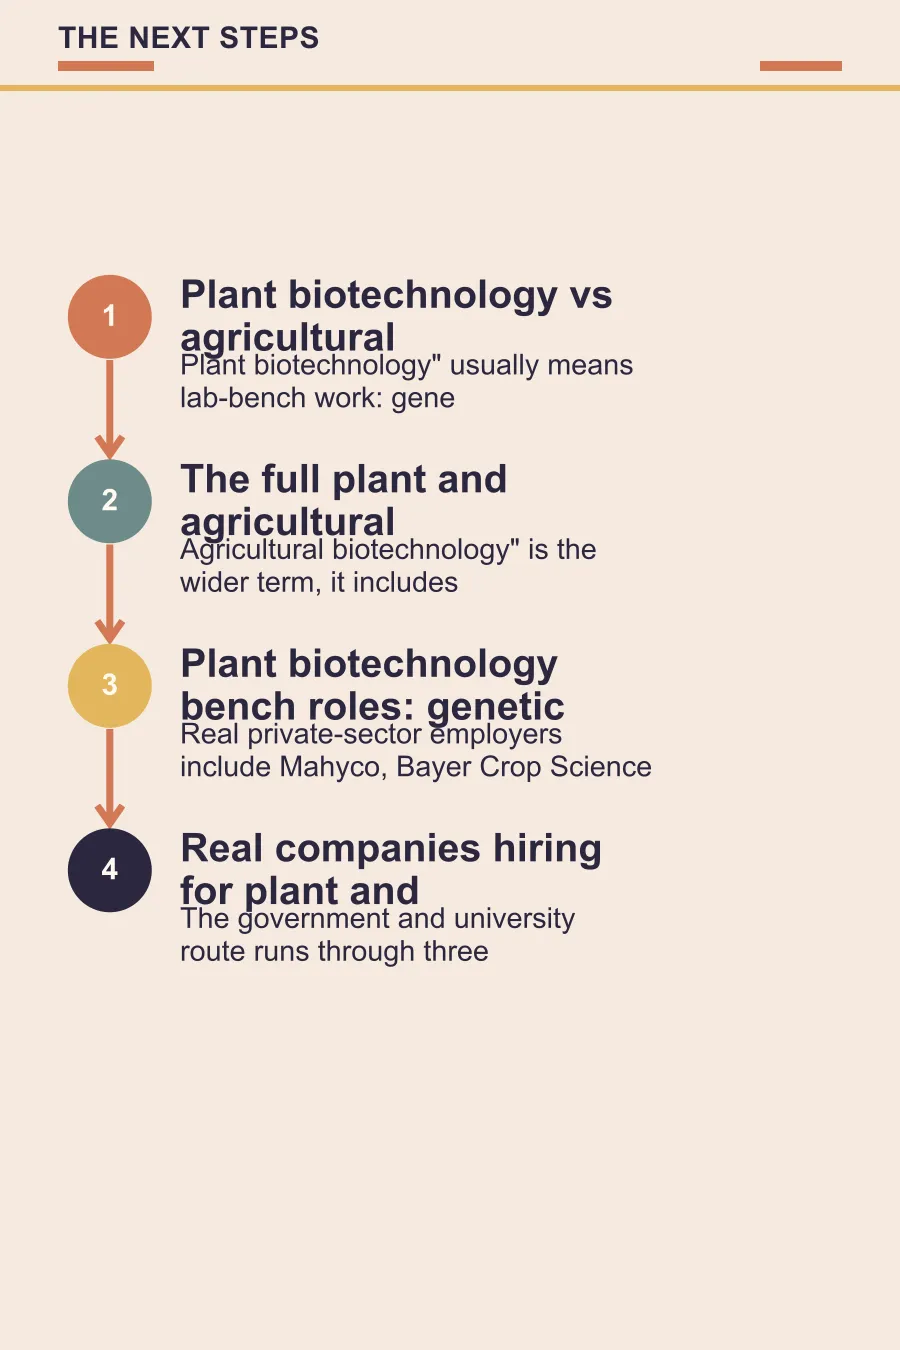 THE NEXT STEPS
1
Plant biotechnology vs
agricultural
Plant biotechnology" usually means
lab-bench work: gene
2
The full plant and
agricultural
Agricultural biotechnology" is the
wider term, it includes
3
Plant biotechnology
bench roles: genetic
Real private-sector employers
include Mahyco, Bayer Crop Science
4
Real companies hiring
for plant and
The government and university
route runs through three